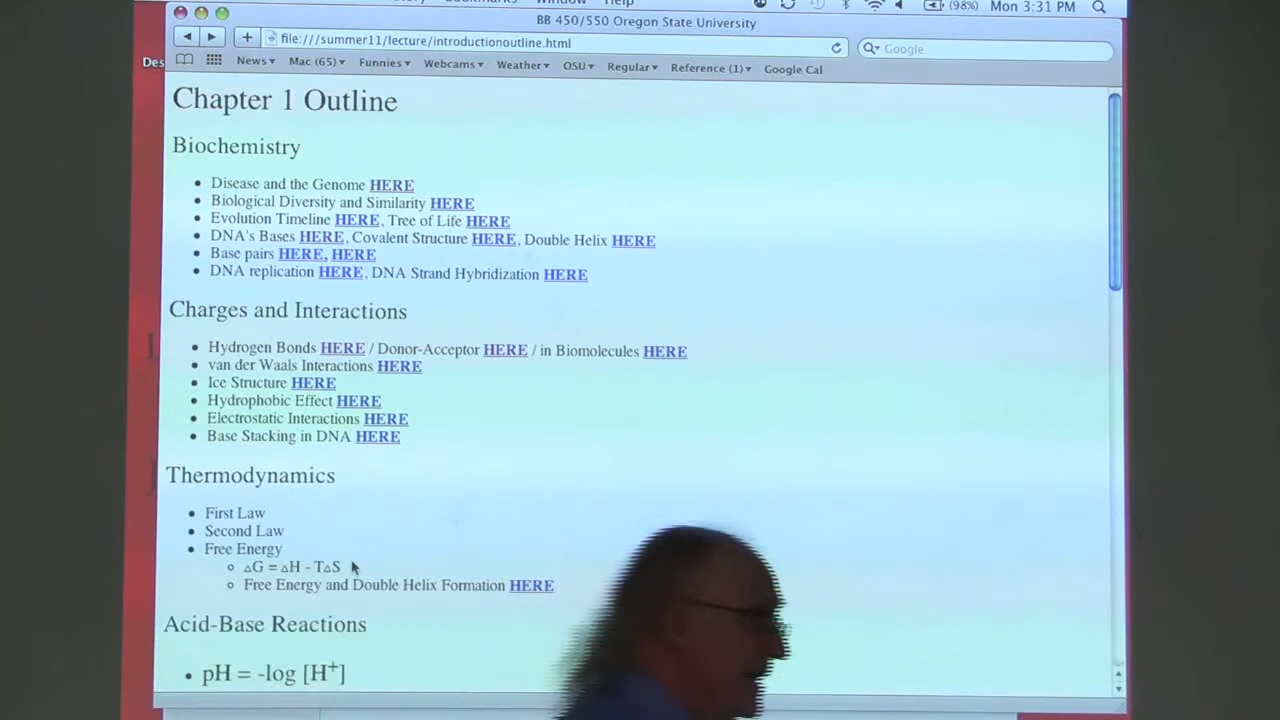 Window Help
(98%) Mon 3:31 PM
BB 450/550 Oregon State University
file:///summer11/lecture/introductionoutline.html
Google
Des
News Mac (65) Funnies Webcams Weather OSU Regular Reference (1) Google Cal
Chapter 1 Outline
Biochemistry
• Disease and the Genome HERE
• Biological Diversity and Similarity HERE
• Evolution Timeline HERE, Tree of Life HERE
• DNA's Bases HERE, Covalent Structure HERE, Double Helix HERE
• Base pairs HERE, HERE
• DNA replication HERE, DNA Strand Hybridization HERE
Charges and Interactions
• Hydrogen Bonds HERE / Donor-Acceptor HERE / in Biomolecules HERE
• van der Waals Interactions HERE
• Ice Structure HERE
• Hydrophobic Effect HERE
• Electrostatic Interactions HERE
• Base Stacking in DNA HERE
Thermodynamics
• First Law
• Second Law
• Free Energy
◦ △G = △H - T△S
◦ Free Energy and Double Helix Formation HERE
Acid-Base Reactions
• pH = -log [H⁺]